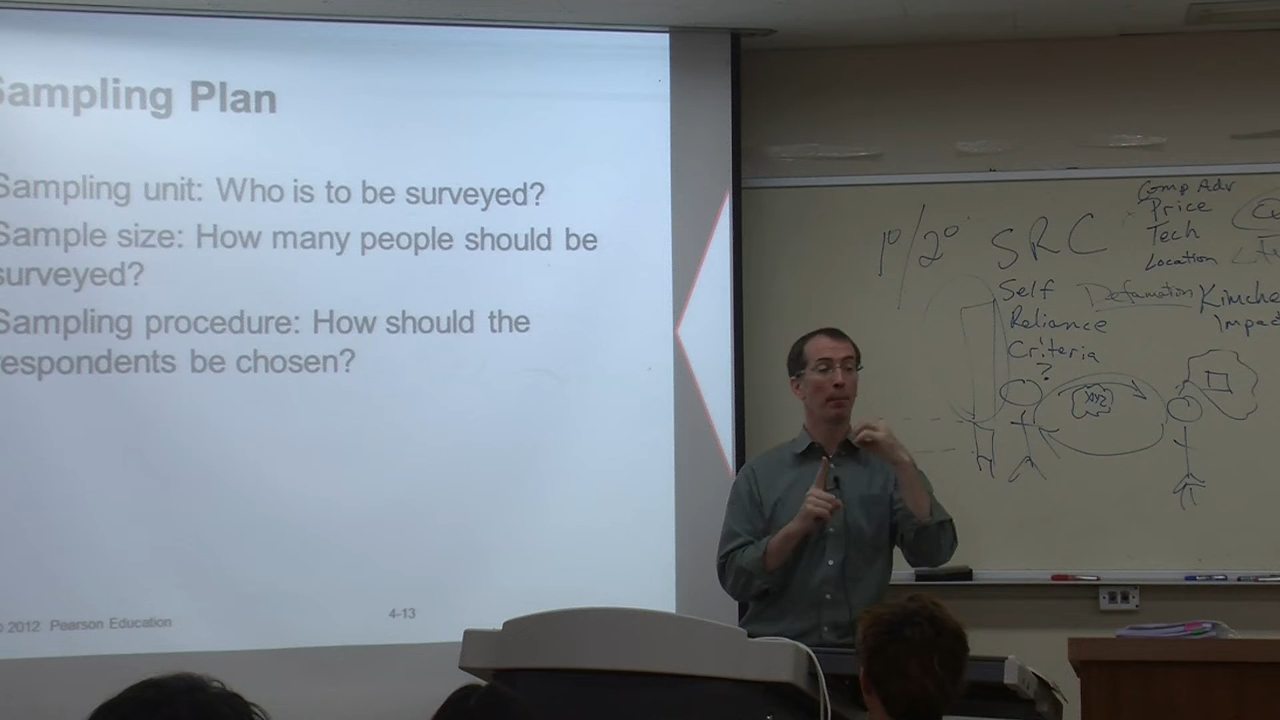 Sampling Plan
Sampling unit: Who is to be surveyed?
Sample size: How many people should be
surveyed?
Sampling procedure: How should the
respondents be chosen?
2012 Pearson Education
4-13
1°/2° SRC
Self
Reliance
Criteria
?
XYZ
Defamation
Comp Adv
Price
Tech
Location
Kimche
Impa